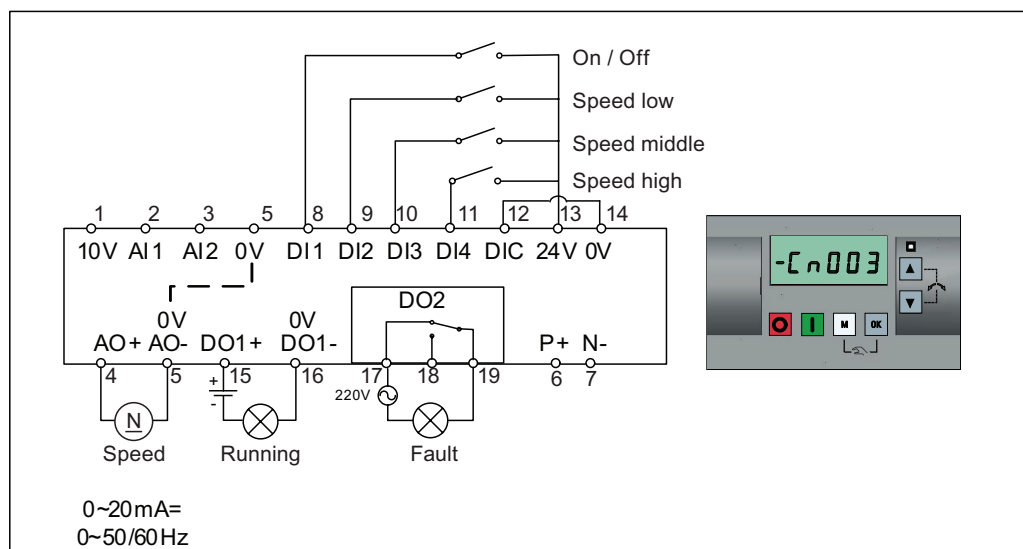 On / Off
Speed low
Speed middle
Speed high
1 2 3 5 8 9 10 11 12 13 14
10V AI1 AI2 0V DI1 DI2 DI3 DI4 DIC 24V 0V
-Cn003
M OK
DO2
0V 0V
AO+ AO- DO1+ DO1- P+ N-
4 5 15 16 17 18 19 6 7
+
-
220V
N
Speed Running Fault
0~20mA=
0~50/60Hz